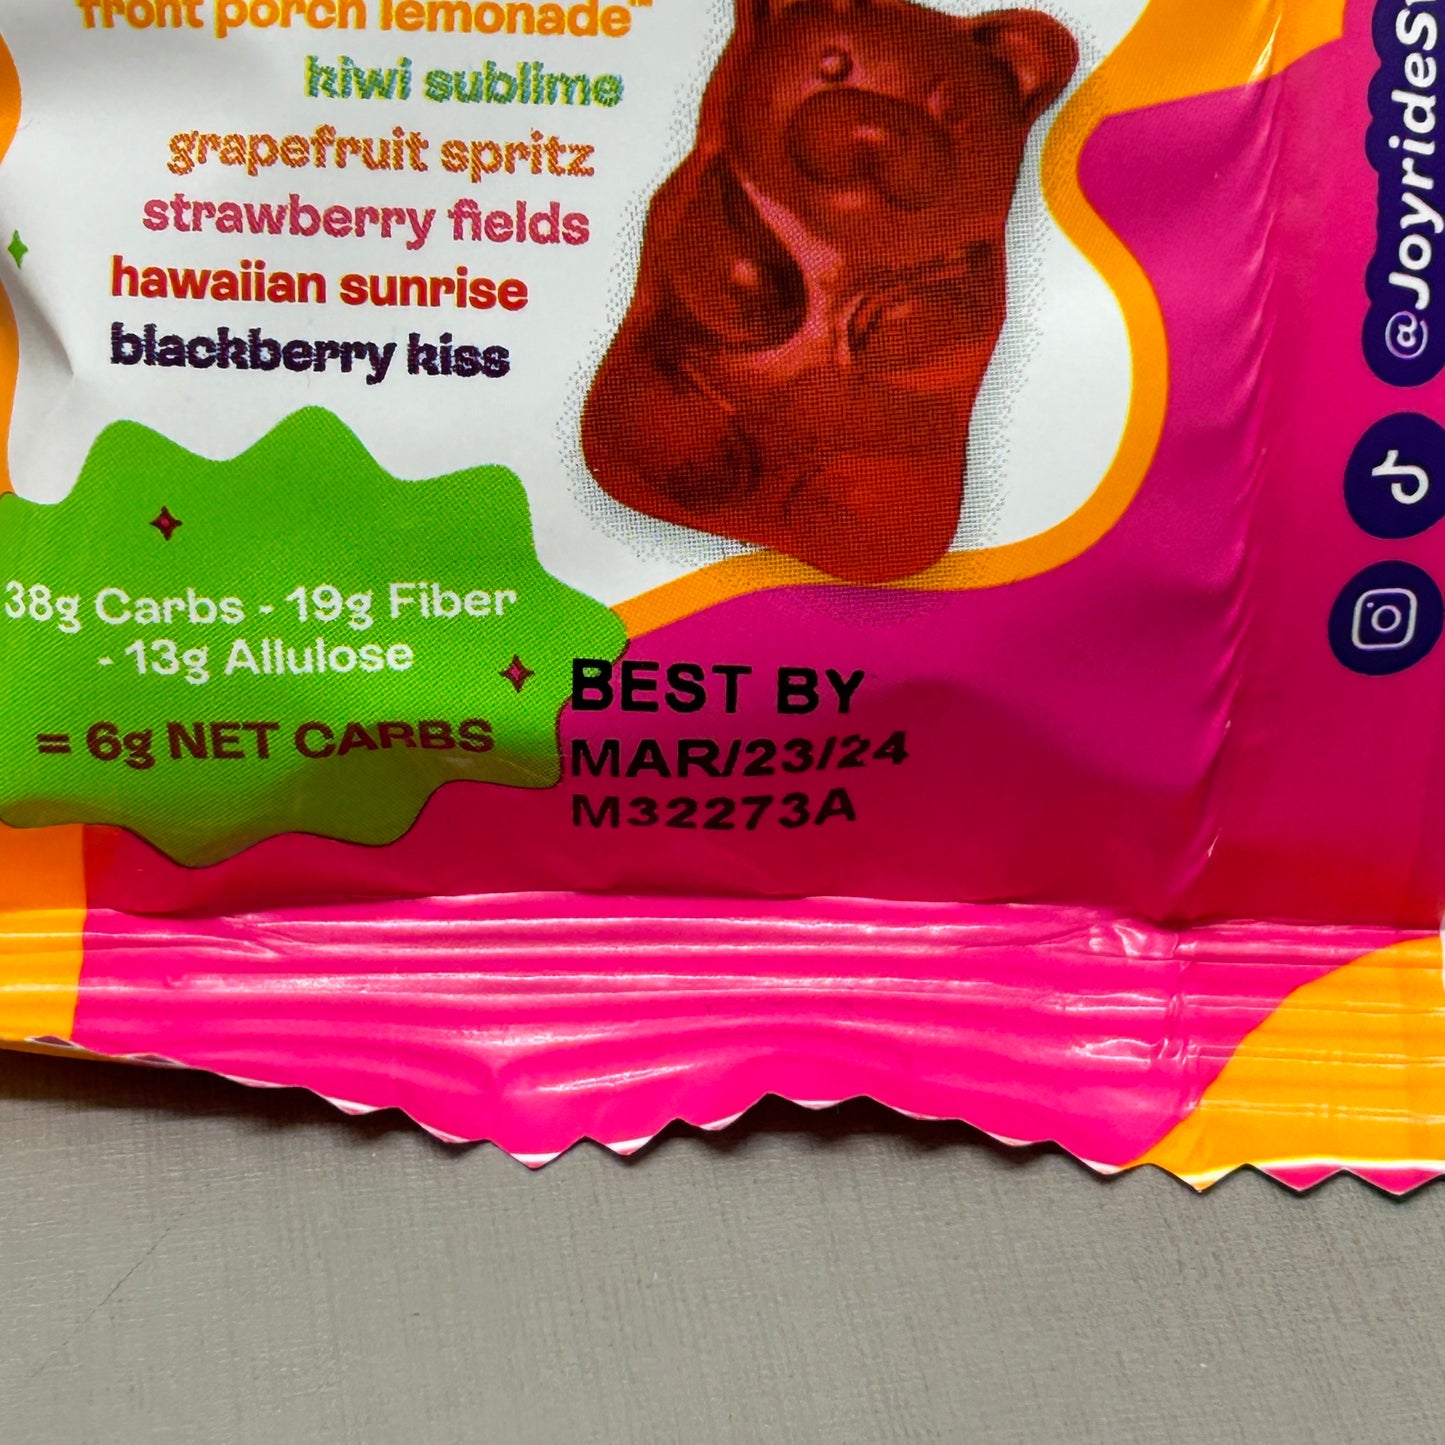 front porch lemonade™
kiwi sublime
grapefruit spritz
strawberry fields
hawaiian sunrise
blackberry kiss
38g Carbs - 19g Fiber
- 13g Allulose
= 6g NET CARBS
BEST BY
MAR/23/24
M32273A